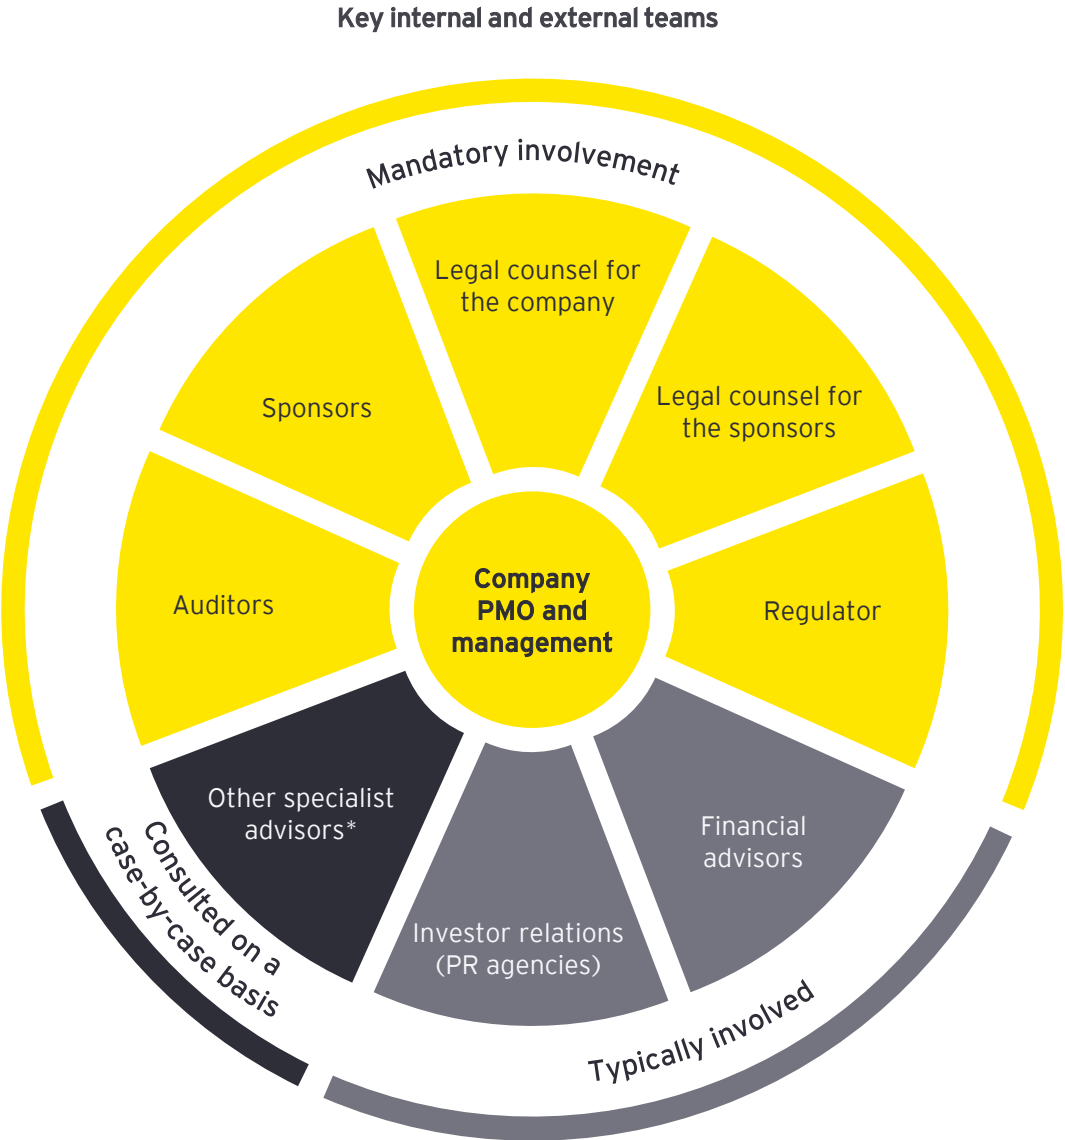 Key internal and external teams
Mandatory involvement
Legal counsel for
the company
Legal counsel for
the sponsors
Sponsors
Auditors
Company
PMO and
management
Regulator
Other specialist
advisors*
Financial
advisors
Investor relations
(PR agencies)
Consulted on a
case-by-case basis
Typically involved